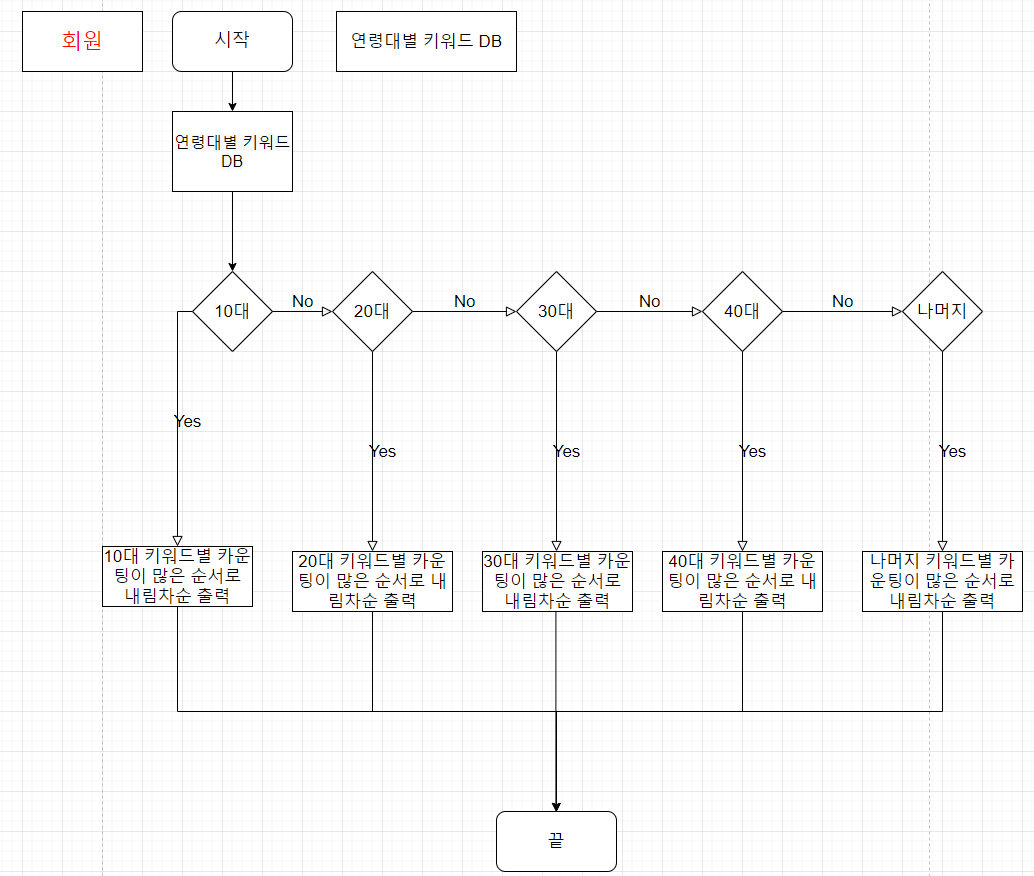 회원
시작
연령대별 키워드 DB
연령대별 키워드
DB
10대
No
20대
No
30대
No
40대
No
나머지
Yes
Yes
Yes
Yes
Yes
10대 키워드별 카운
팅이 많은 순서로
내림차순 출력
20대 키워드별 카운
팅이 많은 순서로 내
림차순 출력
30대 키워드별 카운
팅이 많은 순서로
내림차순 출력
40대 키워드별 카운
팅이 많은 순서로 내
림차순 출력
나머지 키워드별 카
운팅이 많은 순서로
내림차순 출력
끝